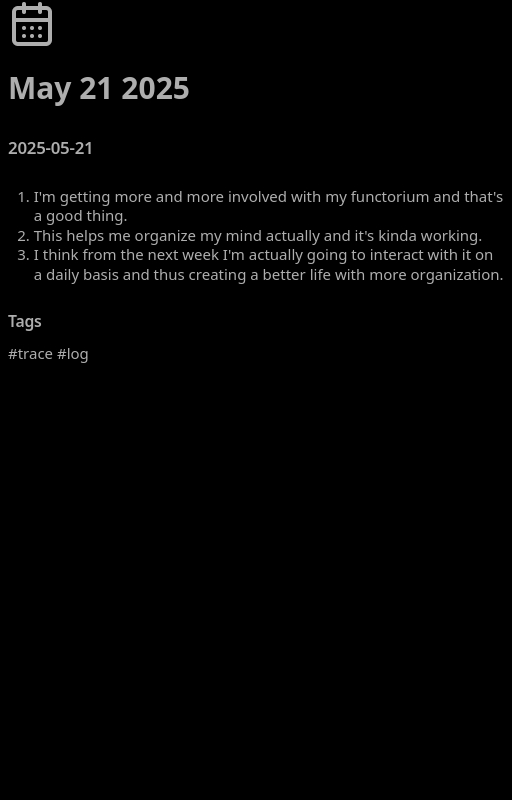 May 21 2025
2025-05-21
1. I'm getting more and more involved with my functorium and that's
a good thing.
2. This helps me organize my mind actually and it's kinda working.
3. I think from the next week I'm actually going to interact with it on
a daily basis and thus creating a better life with more organization.
Tags
#trace #log